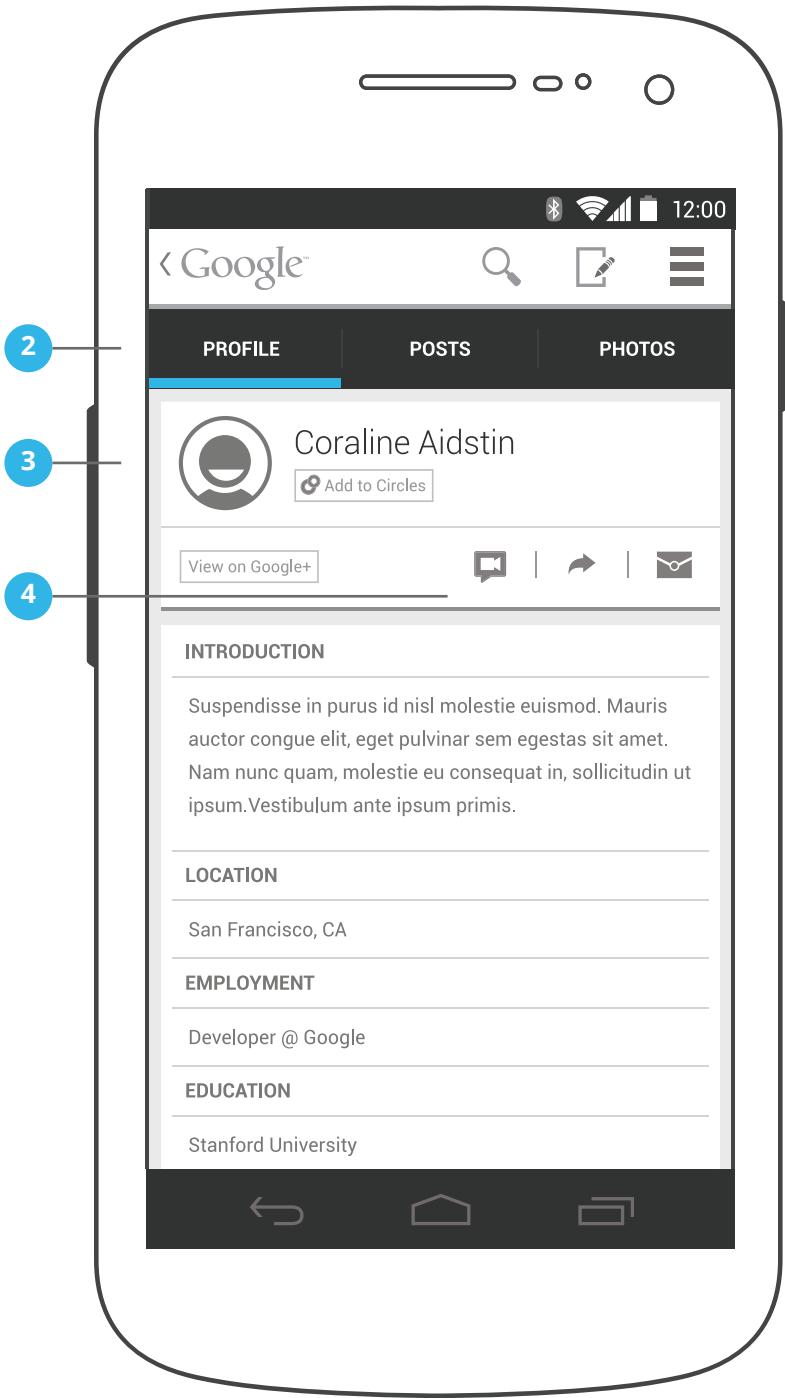 12:00
Google™
2
PROFILE POSTS PHOTOS
3
Coraline Aidstin
Add to Circles
View on Google+
4
INTRODUCTION
Suspendisse in purus id nisl molestie euismod. Mauris
auctor congue elit, eget pulvinar sem egestas sit amet.
Nam nunc quam, molestie eu consequat in, sollicitudin ut
ipsum.Vestibulum ante ipsum primis.
LOCATION
San Francisco, CA
EMPLOYMENT
Developer @ Google
EDUCATION
Stanford University